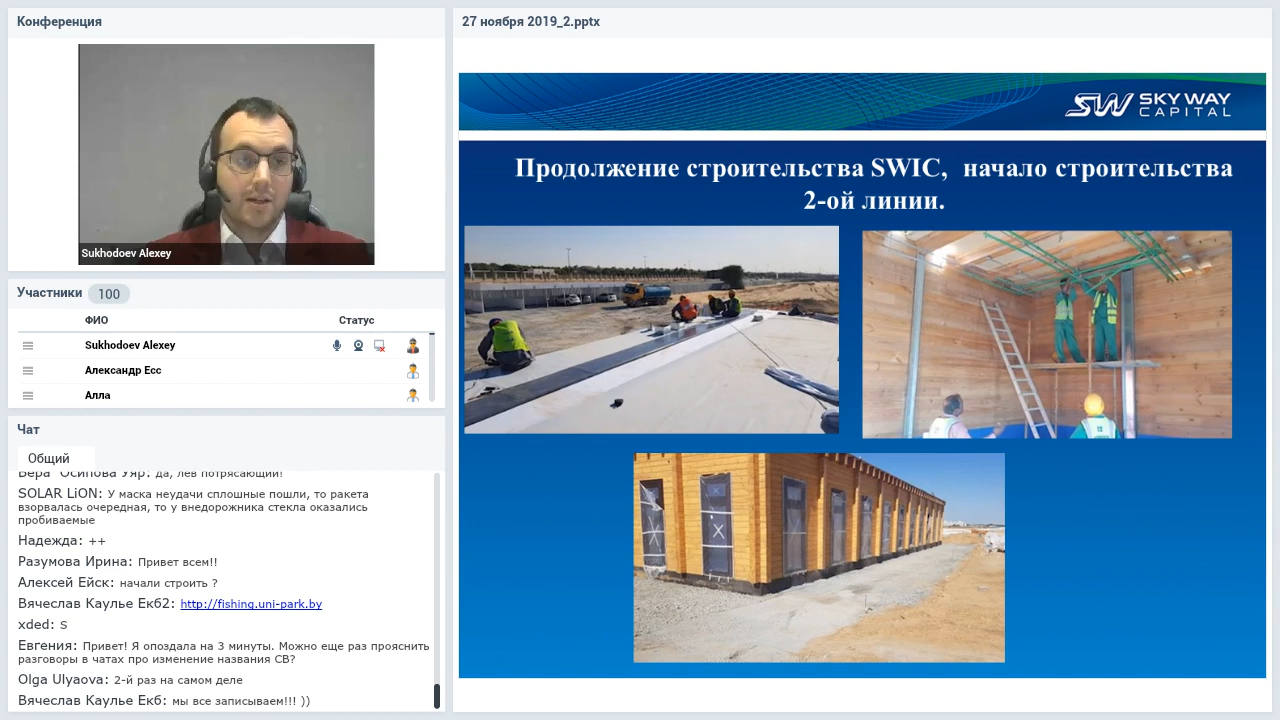 Конференция
Sukhodoev Alexey
Участники 100
ФИО Статус
Sukhodoev Alexey
Александр Есс
Алла
Чат
Общий
Вера Осипова Уяр: да, лев потрясающий!
SOLAR LiON: У маска неудачи сплошные пошли, то ракета
взорвалась очередная, то у внедорожника стекла оказались
пробиваемые
Надежда: ++
Разумова Ирина: Привет всем!!
Алексей Ейск: начали строить ?
Вячеслав Каулье Екб2: http://fishing.uni-park.by
xded: S
Евгения: Привет! Я опоздала на 3 минуты. Можно еще раз прояснить
разговоры в чатах про изменение названия СВ?
Olga Ulyaova: 2-й раз на самом деле
Вячеслав Каулье Екб: мы все записываем!!! ))
27 ноября 2019_2.pptx
SW SKY WAY
CAPITAL
Продолжение строительства SWIC, начало строительства
2-ой линии.